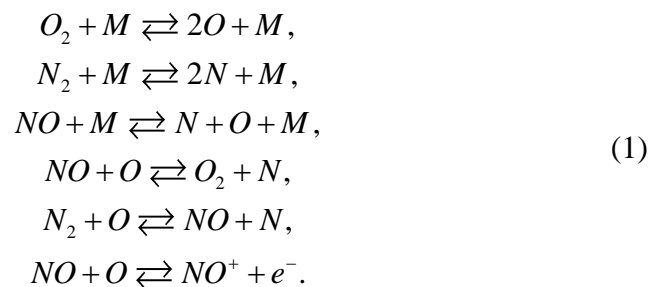 O₂ + M ⇄ 2O + M,
N₂ + M ⇄ 2N + M,
NO + M ⇄ N + O + M,
(1)
NO + O ⇄ O₂ + N,
N₂ + O ⇄ NO + N,
NO + O ⇄ NO⁺ + e⁻.